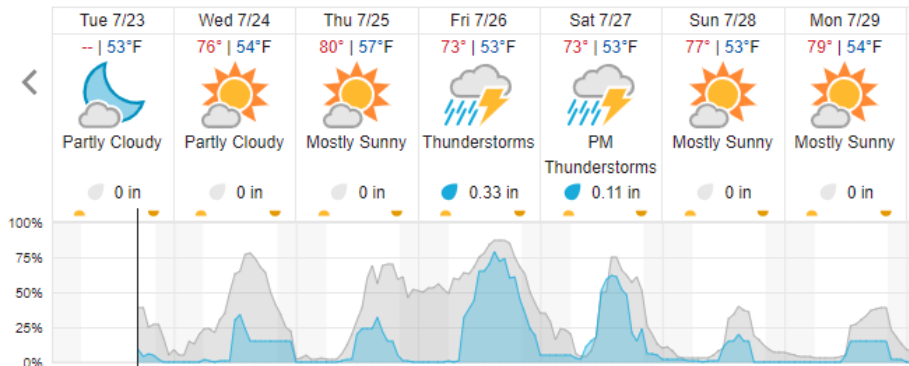 Tue 7/23 Wed 7/24 Thu 7/25 Fri 7/26 Sat 7/27 Sun 7/28 Mon 7/29
-- | 53°F 76° | 54°F 80° | 57°F 73° | 53°F 73° | 53°F 77° | 53°F 79° | 54°F
Partly Cloudy Partly Cloudy Mostly Sunny Thunderstorms PM Mostly Sunny Mostly Sunny
Thunderstorms
0 in 0 in 0 in 0.33 in 0.11 in 0 in 0 in
100%
75%
50%
25%
0%